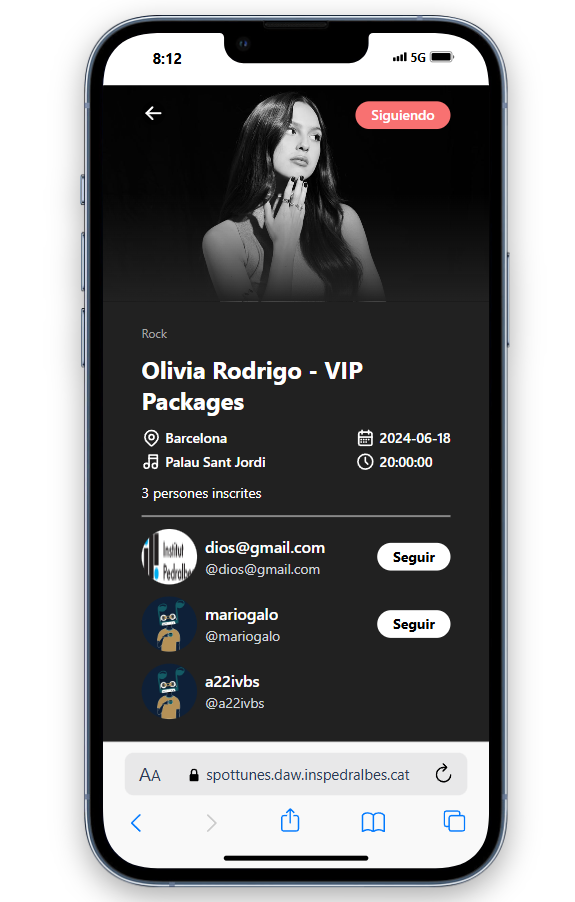 8:12
5G
Siguiendo
Rock
Olivia Rodrigo - VIP
Packages
Barcelona
2024-06-18
Palau Sant Jordi
20:00:00
3 persones inscrites
Institut
Pedralbe
dios@gmail.com
@dios@gmail.com
Seguir
mariogalo
@mariogalo
Seguir
a22ivbs
@a22ivbs
AA
spottunes.daw.inspedralbes.cat